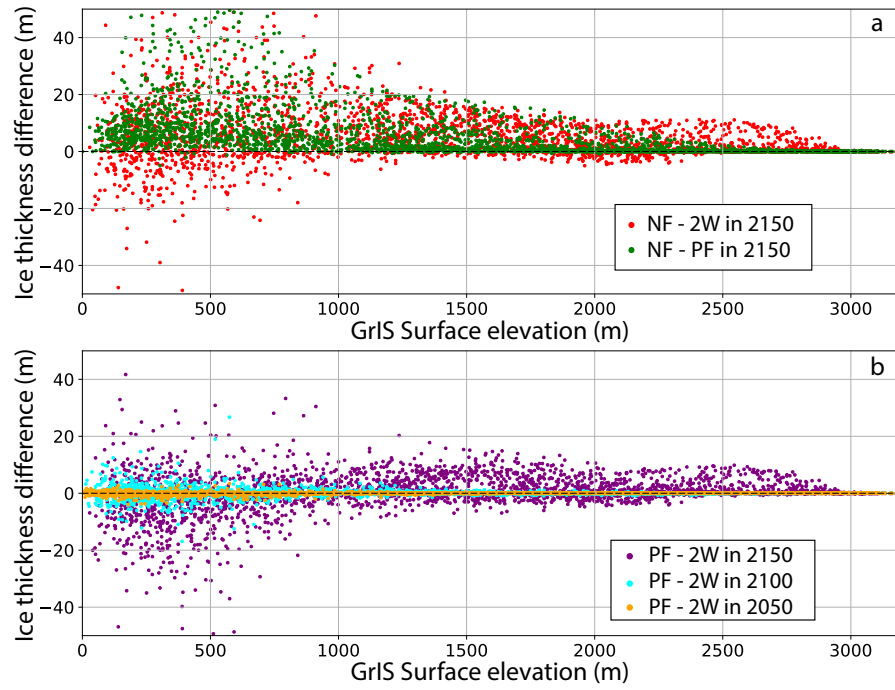 a
Ice thickness difference (m)
40
20
0
−20
−40
NF - 2W in 2150
NF - PF in 2150
0 500 1000 1500 2000 2500 3000
GrIS Surface elevation (m)
b
Ice thickness difference (m)
40
20
0
−20
−40
PF - 2W in 2150
PF - 2W in 2100
PF - 2W in 2050
0 500 1000 1500 2000 2500 3000
GrIS Surface elevation (m)